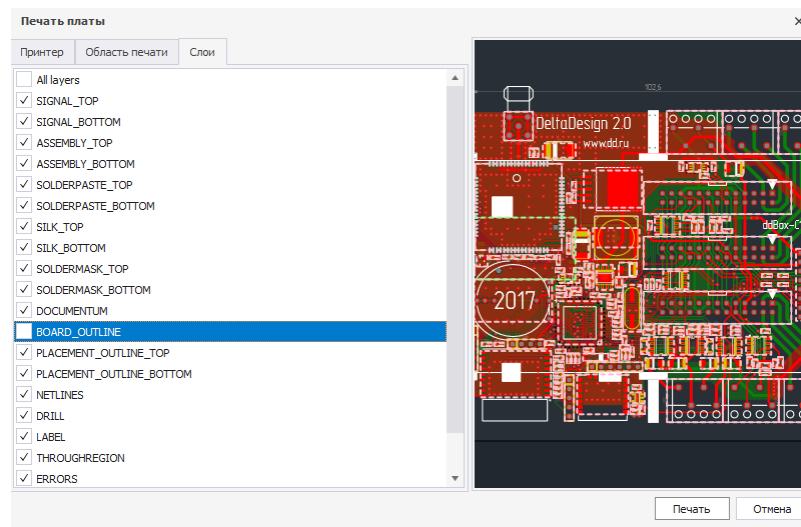 Печать платы
Принтер Область печати Слои
All layers
SIGNAL_TOP
SIGNAL_BOTTOM
ASSEMBLY_TOP
ASSEMBLY_BOTTOM
SOLDERPASTE_TOP
SOLDERPASTE_BOTTOM
SILK_TOP
SILK_BOTTOM
SOLDERMASK_TOP
SOLDERMASK_BOTTOM
DOCUMENTUM
BOARD_OUTLINE
PLACEMENT_OUTLINE_TOP
PLACEMENT_OUTLINE_BOTTOM
NETLINES
DRILL
LABEL
THROUGHREGION
ERRORS
102,6
DeltaDesign 2.0
www.dd.ru
ddBox-C
2017
Печать Отмена